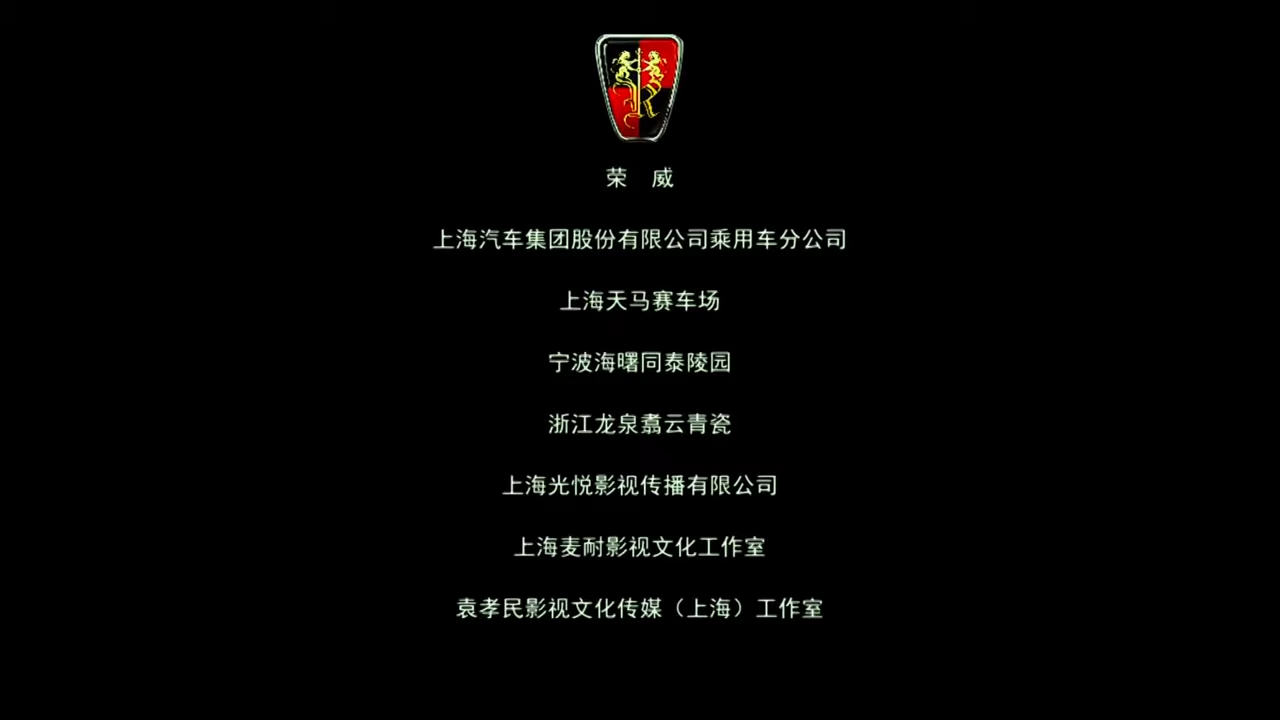 荣 威
上海汽车集团股份有限公司乘用车分公司
上海天马赛车场
宁波海曙同泰陵园
浙江龙泉翥云青瓷
上海光悦影视传播有限公司
上海麦耐影视文化工作室
袁孝民影视文化传媒（上海）工作室